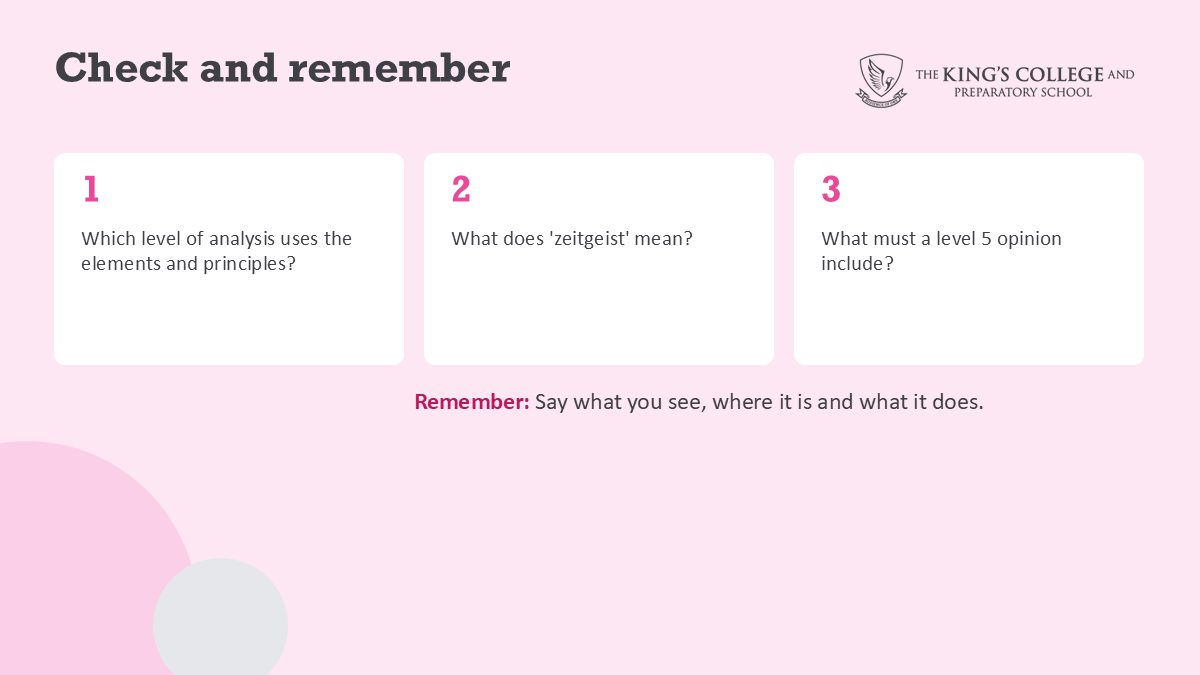 Check and remember
THE KING'S COLLEGE AND
PREPARATORY SCHOOL
1
Which level of analysis uses the
elements and principles?
2
What does 'zeitgeist' mean?
3
What must a level 5 opinion
include?
Remember: Say what you see, where it is and what it does.